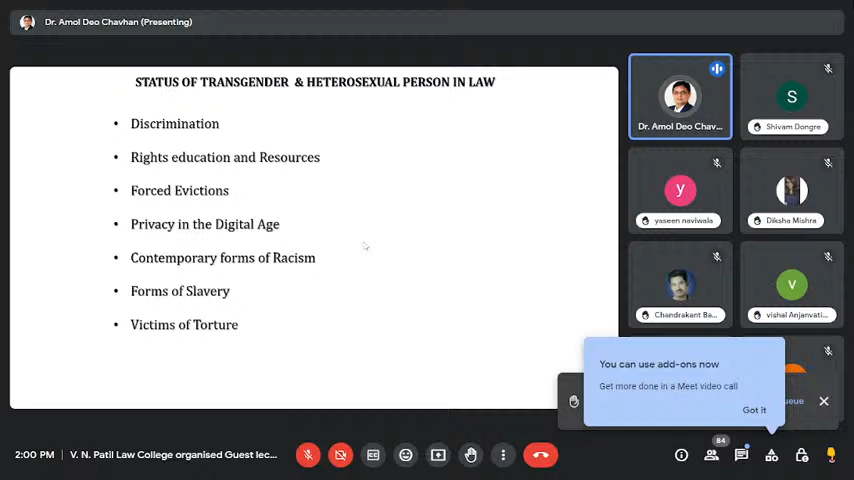 Dr. Amol Deo Chavhan (Presenting)
STATUS OF TRANSGENDER & HETEROSEXUAL PERSON IN LAW
• Discrimination
• Rights education and Resources
• Forced Evictions
• Privacy in the Digital Age
• Contemporary forms of Racism
• Forms of Slavery
• Victims of Torture
Dr. Amol Deo Chav...
S
Shivam Dongre
y
yaseen naviwala
Diksha Mishra
Chandrakant Ba...
v
vishal Anjanvati...
You can use add-ons now
Get more done in a Meet video call
Got it
2:00 PM | V. N. Patil Law College organised Guest lec...
84